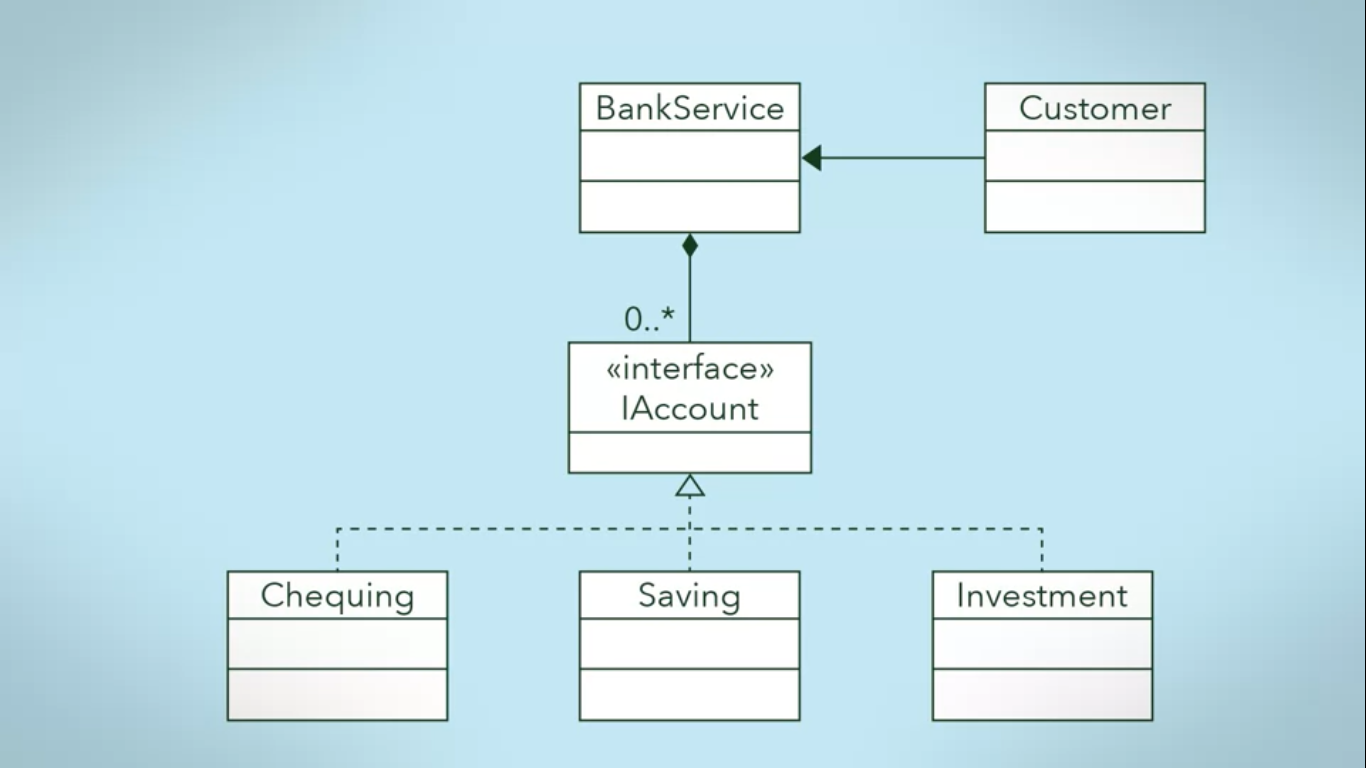 BankService
Customer
0..*
«interface»
IAccount
Chequing
Saving
Investment